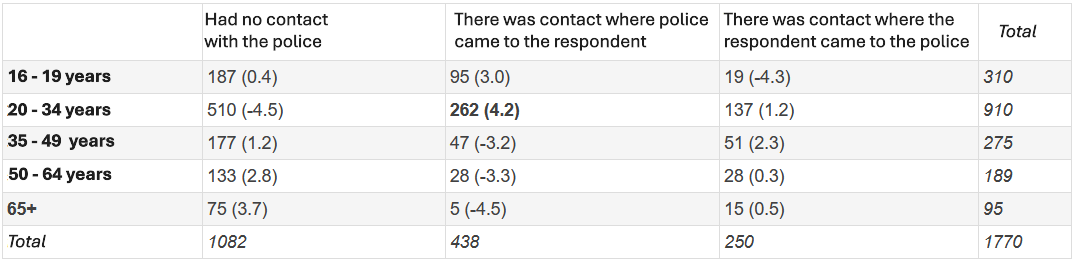 Had no contact with the police | There was contact where police came to the respondent | There was contact where the respondent came to the police | Total
16 - 19 years | 187 (0.4) | 95 (3.0) | 19 (-4.3) | 310
20 - 34 years | 510 (-4.5) | 262 (4.2) | 137 (1.2) | 910
35 - 49 years | 177 (1.2) | 47 (-3.2) | 51 (2.3) | 275
50 - 64 years | 133 (2.8) | 28 (-3.3) | 28 (0.3) | 189
65+ | 75 (3.7) | 5 (-4.5) | 15 (0.5) | 95
Total | 1082 | 438 | 250 | 1770